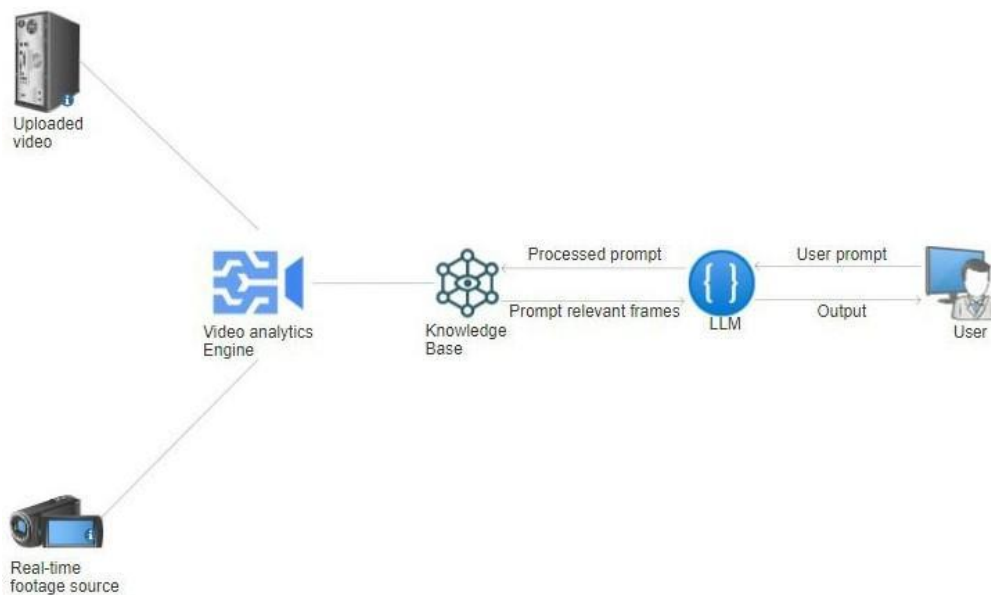 Uploaded
video
Processed prompt
User prompt
Prompt relevant frames
Output
Video analytics
Engine
Knowledge
Base
{ }
LLM
User
Real-time
footage source